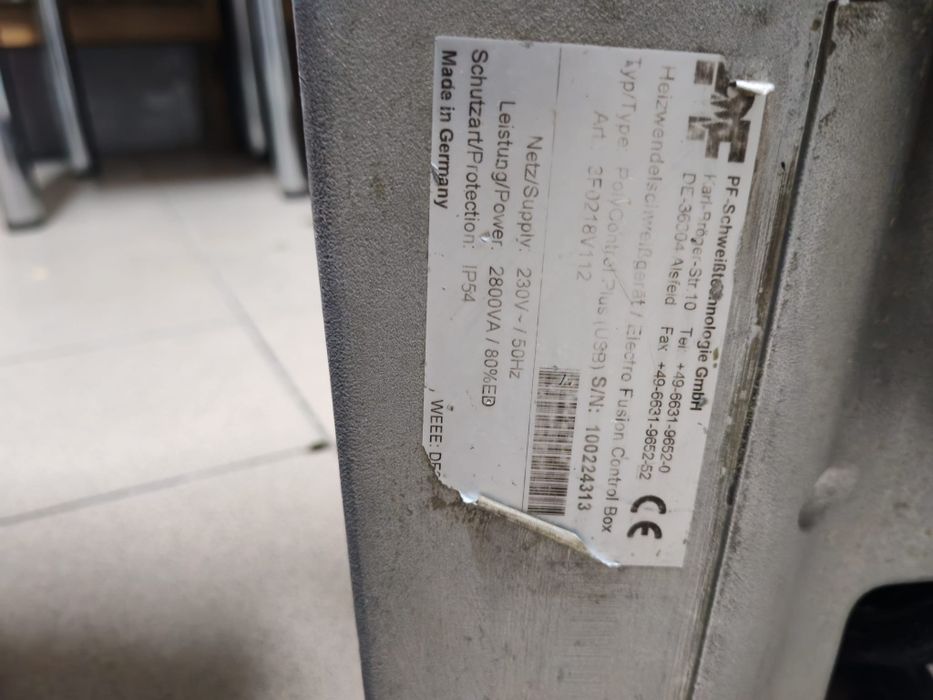 PF-Schweißtechnologie GmbH
Karl-Bröger-Str.10 Tel: +49-6631-9652-0
DE-36304 Alsfeld Fax: +49-6631-9652-52
CE
Heizwendelschweißgerät / Electro Fusion Control Box
Typ/Type: PolyControl Plus (USB) S/N: 100224313
Art.: 3F0218V112
Netz/Supply: 230V~ / 50Hz
Leistung/Power: 2800VA / 80%ED
Schutzart/Protection: IP54
Made in Germany
WEEE: